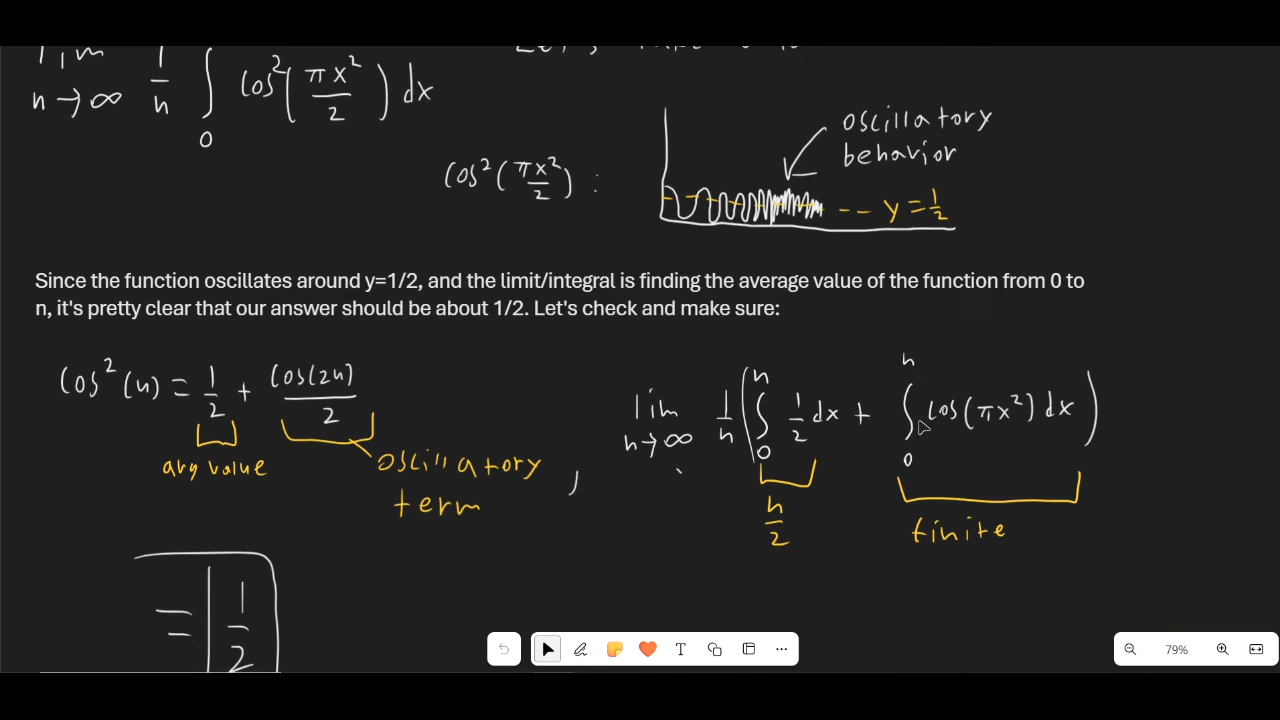 lim 1/n ∫₀ cos²(πx²/2) dx
n→∞
oscillatory
behavior
cos²(πx²/2) :
-- y = 1/2
Since the function oscillates around y=1/2, and the limit/integral is finding the average value of the function from 0 to
n, it's pretty clear that our answer should be about 1/2. Let's check and make sure:
cos²(u) = 1/2 + cos(2u)/2
avg value
oscillatory
term
,
lim 1/n (∫₀ⁿ 1/2 dx + ∫₀ⁿ cos(πx²) dx)
n→∞
n/2
finite
= 1/2
T
79%